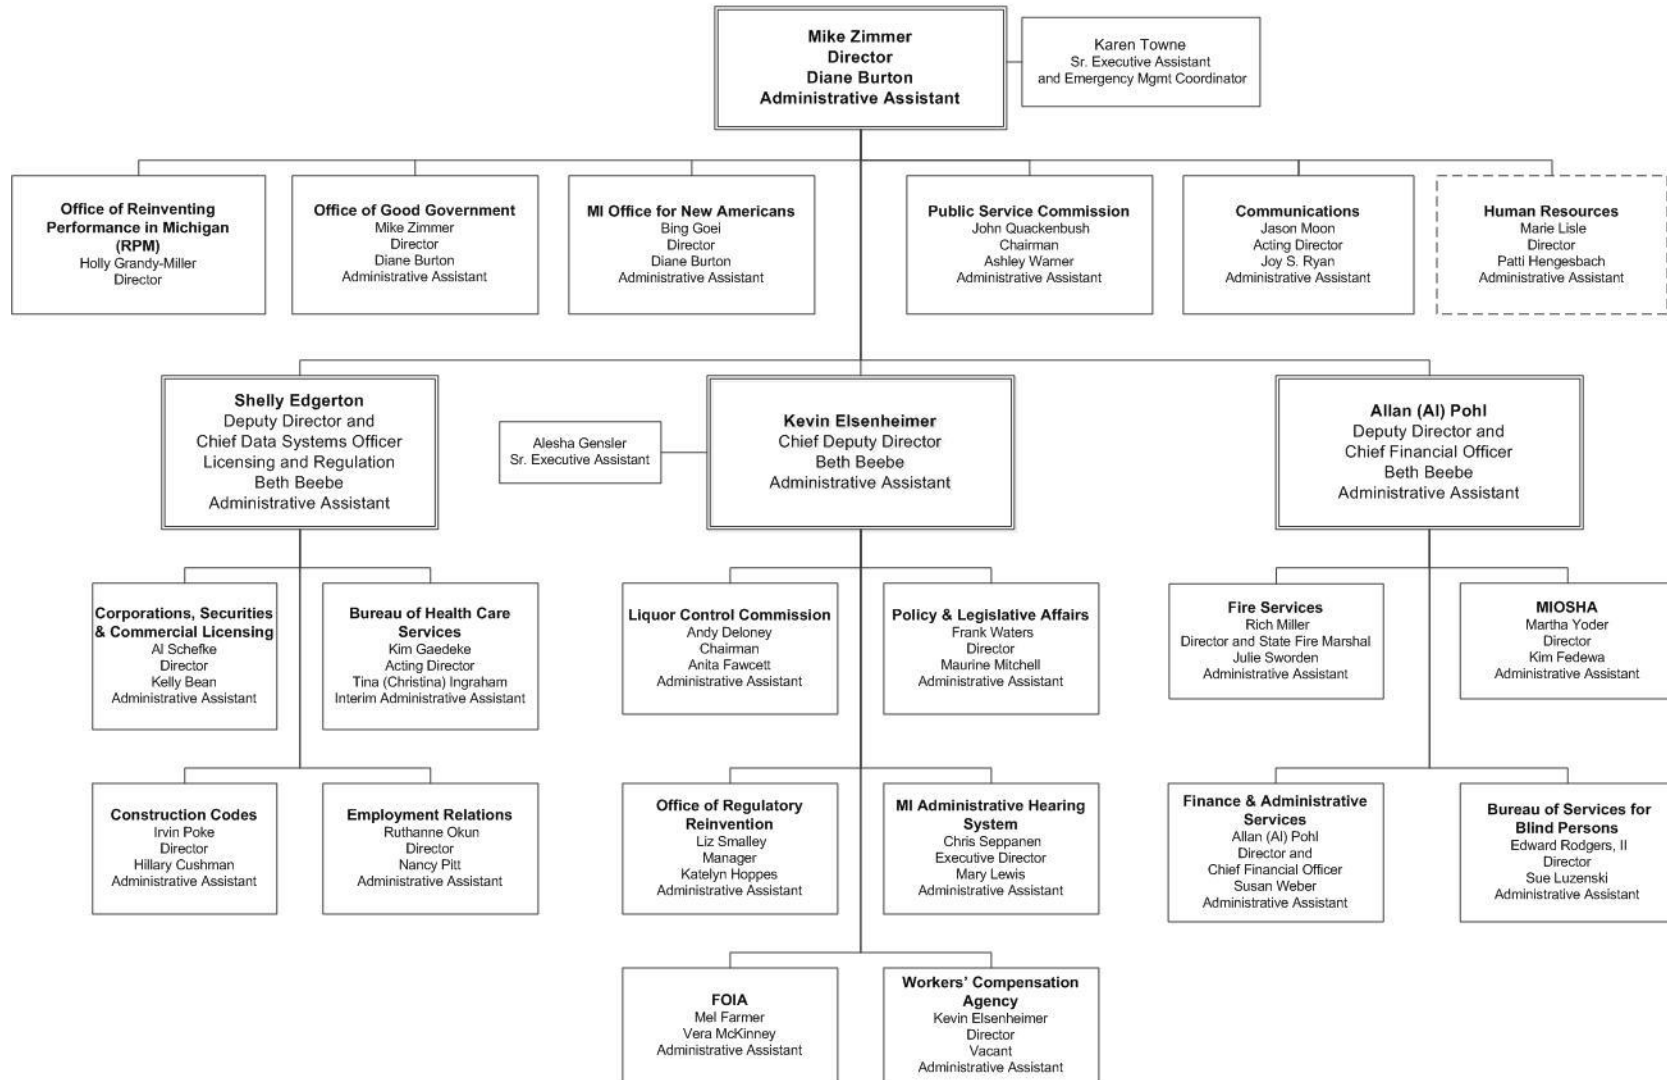 Mike Zimmer
Director
Diane Burton
Administrative Assistant
Karen Towne
Sr. Executive Assistant
and Emergency Mgmt Coordinator
Office of Reinventing
Performance in Michigan
(RPM)
Holly Grandy-Miller
Director
Office of Good Government
Mike Zimmer
Director
Diane Burton
Administrative Assistant
MI Office for New Americans
Bing Goei
Director
Diane Burton
Administrative Assistant
Public Service Commission
John Quackenbush
Chairman
Ashley Warner
Administrative Assistant
Communications
Jason Moon
Acting Director
Joy S. Ryan
Administrative Assistant
Human Resources
Marie Lisle
Director
Patti Hengesbach
Administrative Assistant
Shelly Edgerton
Deputy Director and
Chief Data Systems Officer
Licensing and Regulation
Beth Beebe
Administrative Assistant
Alesha Gensler
Sr. Executive Assistant
Kevin Elsenheimer
Chief Deputy Director
Beth Beebe
Administrative Assistant
Allan (Al) Pohl
Deputy Director and
Chief Financial Officer
Beth Beebe
Administrative Assistant
Corporations, Securities
& Commercial Licensing
Al Schefke
Director
Kelly Bean
Administrative Assistant
Bureau of Health Care
Services
Kim Gaedeke
Acting Director
Tina (Christina) Ingraham
Interim Administrative Assistant
Liquor Control Commission
Andy Deloney
Chairman
Anita Fawcett
Administrative Assistant
Policy & Legislative Affairs
Frank Waters
Director
Maurine Mitchell
Administrative Assistant
Fire Services
Rich Miller
Director and State Fire Marshal
Julie Sworden
Administrative Assistant
MIOSHA
Martha Yoder
Director
Kim Fedewa
Administrative Assistant
Construction Codes
Irvin Poke
Director
Hillary Cushman
Administrative Assistant
Employment Relations
Ruthanne Okun
Director
Nancy Pitt
Administrative Assistant
Office of Regulatory
Reinvention
Liz Smalley
Manager
Katelyn Hoppes
Administrative Assistant
MI Administrative Hearing
System
Chris Seppanen
Executive Director
Mary Lewis
Administrative Assistant
Finance & Administrative
Services
Allan (Al) Pohl
Director and
Chief Financial Officer
Susan Weber
Administrative Assistant
Bureau of Services for
Blind Persons
Edward Rodgers, II
Director
Sue Luzenski
Administrative Assistant
FOIA
Mel Farmer
Vera McKinney
Administrative Assistant
Workers' Compensation
Agency
Kevin Elsenheimer
Director
Vacant
Administrative Assistant